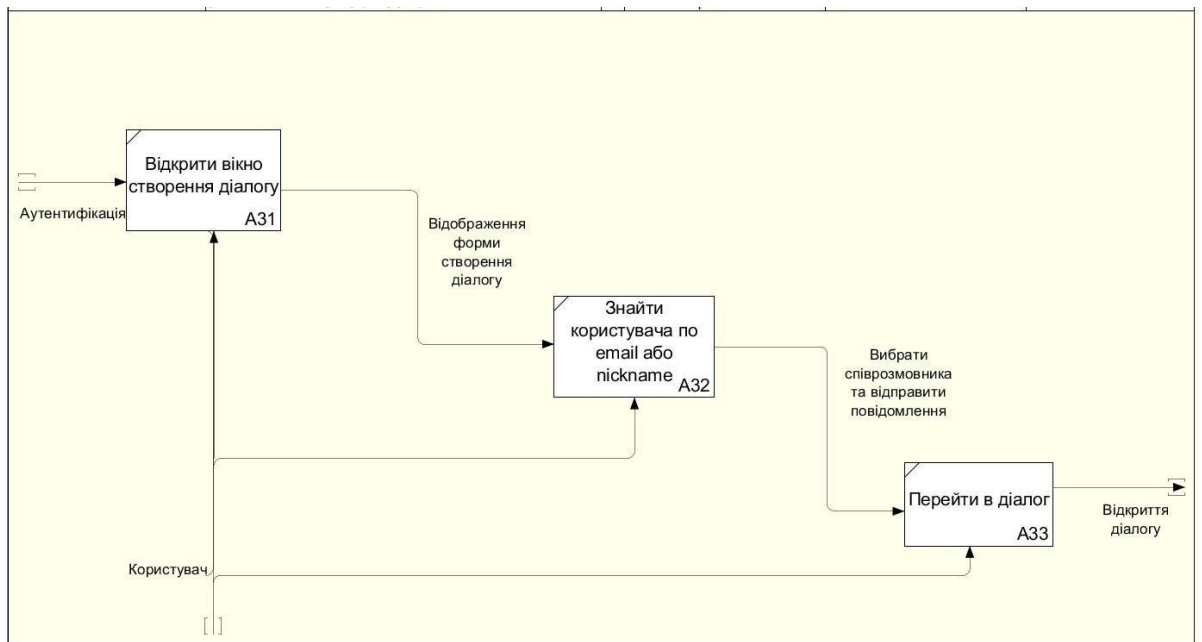 Відкрити вікно
створення діалогу
A31
Аутентифікація
Відображення
форми
створення
діалогу
Знайти
користувача по
email або
nickname
A32
Вибрати
співрозмовника
та відправити
повідомлення
Перейти в діалог
A33
Відкриття
діалогу
Користувач